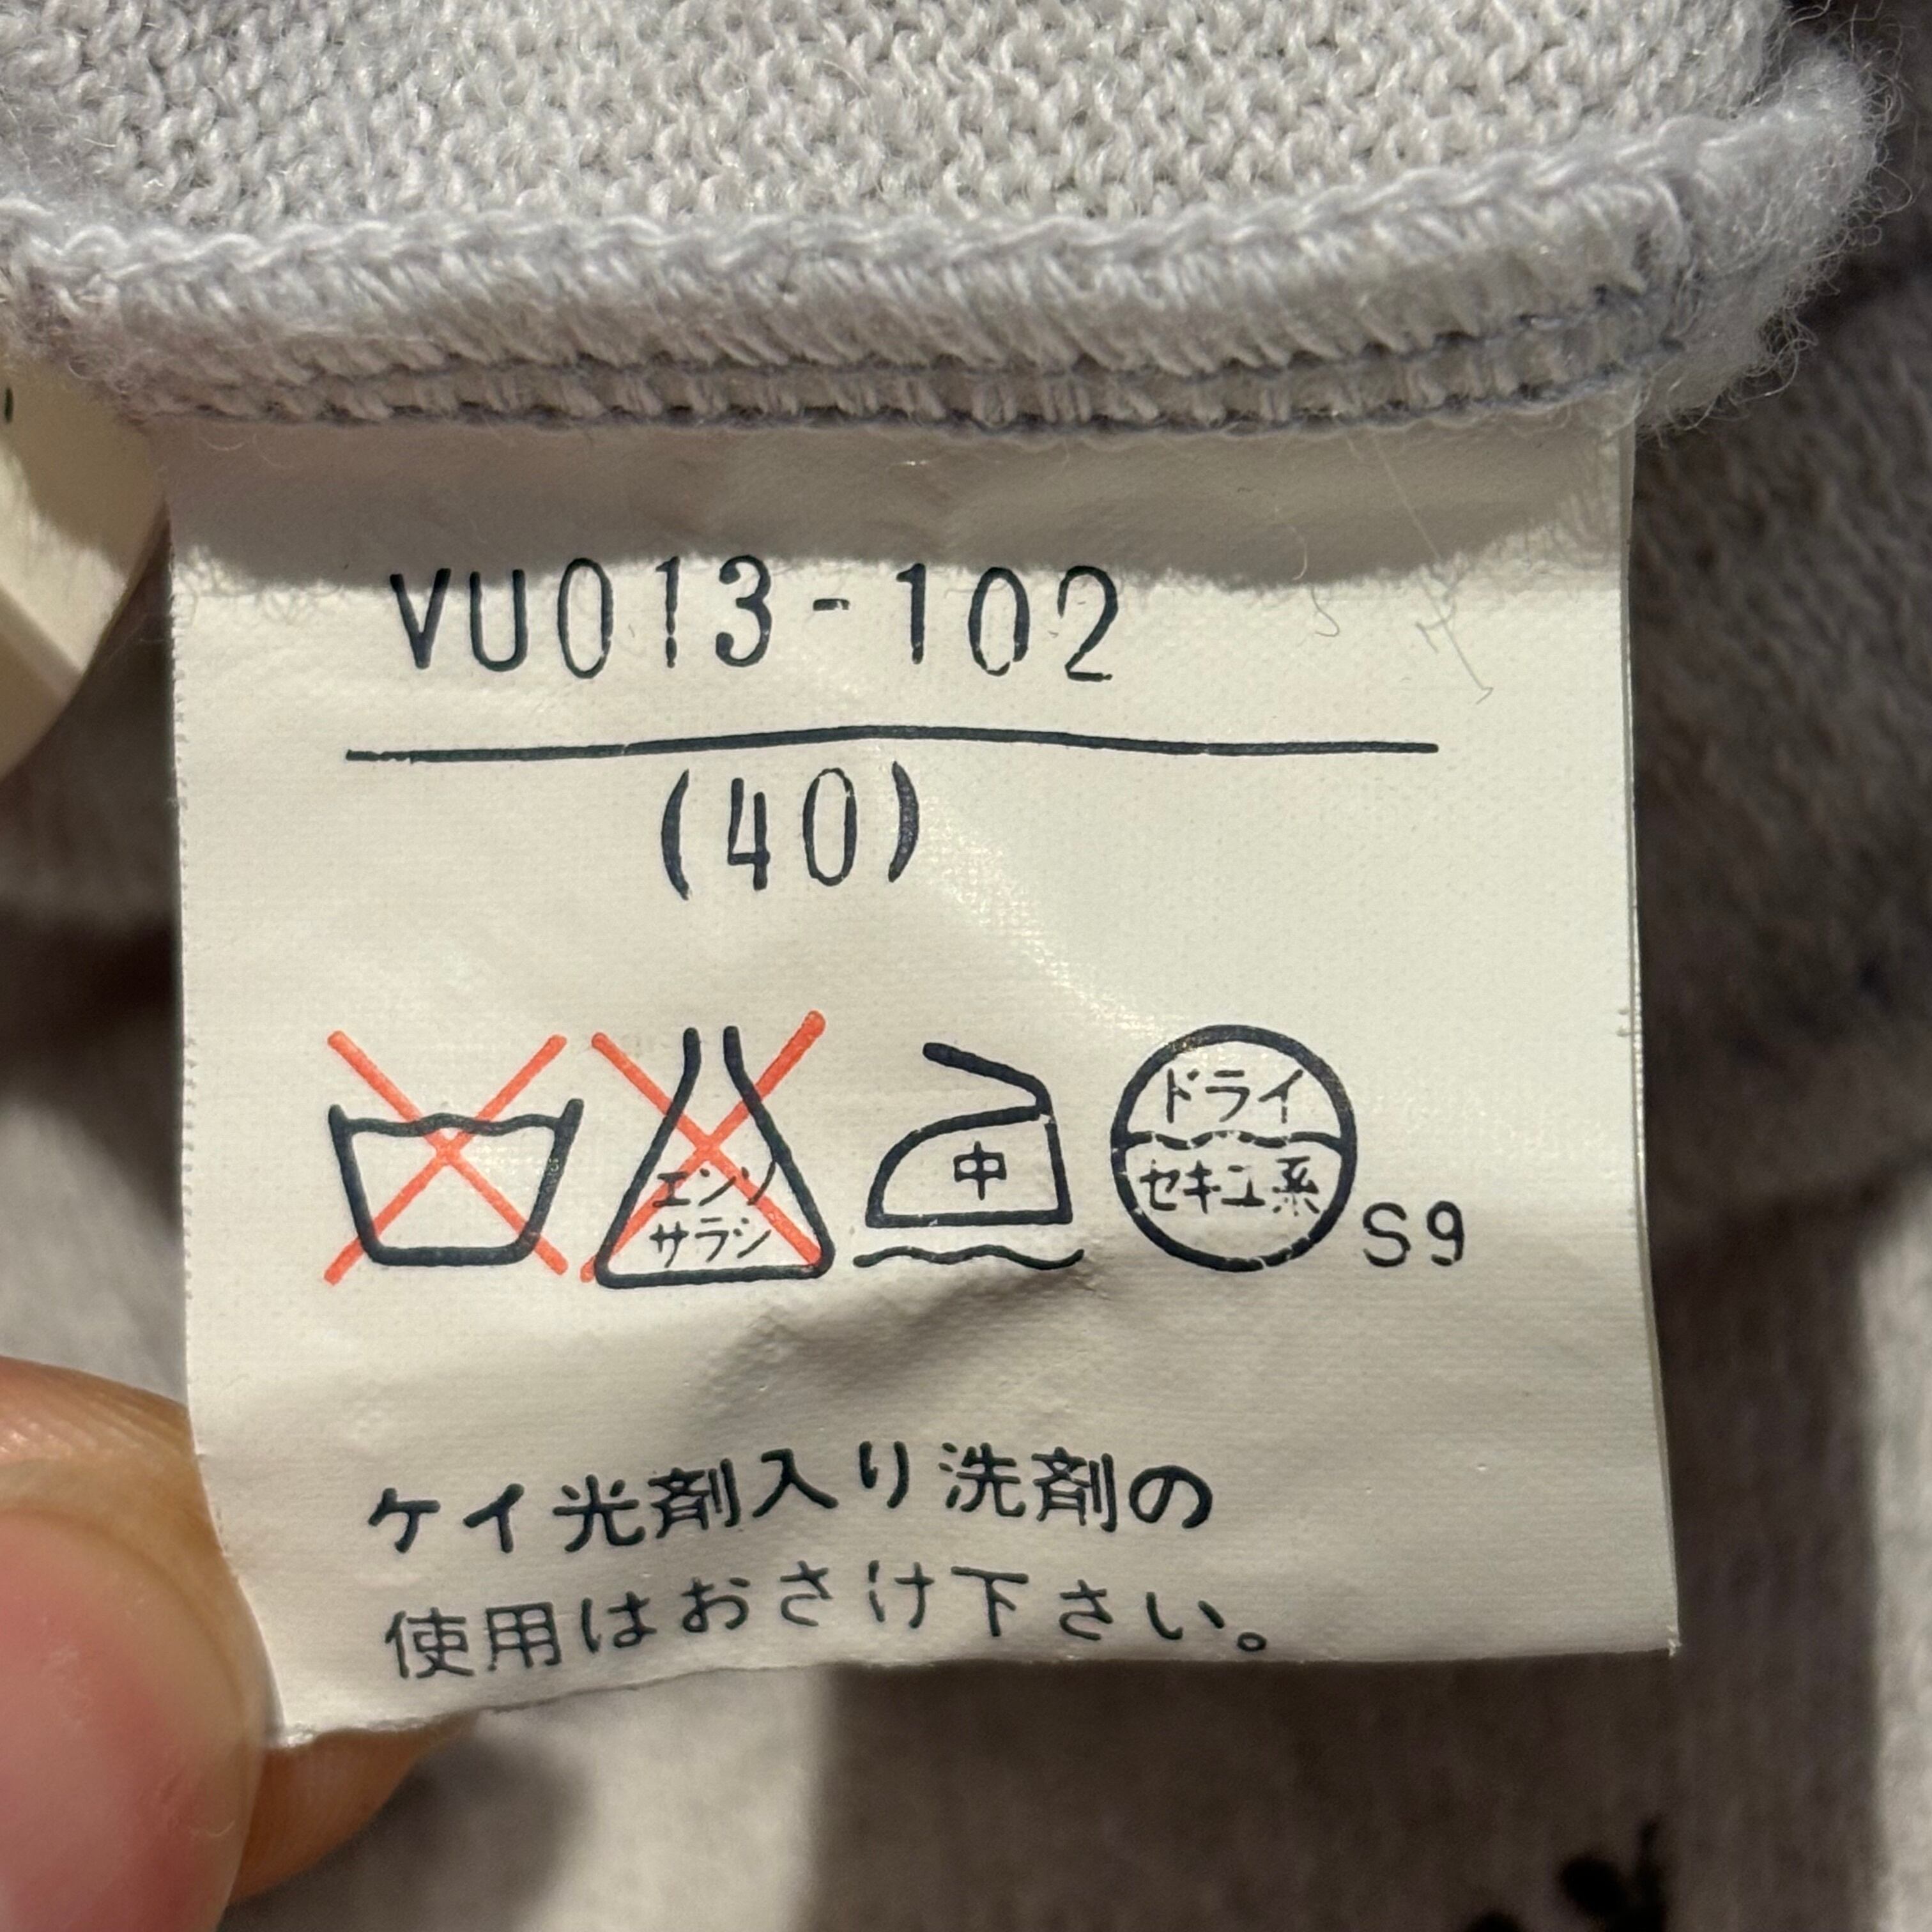 VU013-102
(40)
エンソ
サラシ
中
ドライ
セキユ系
S9
ケイ光剤入り洗剤の
使用はおさけ下さい。